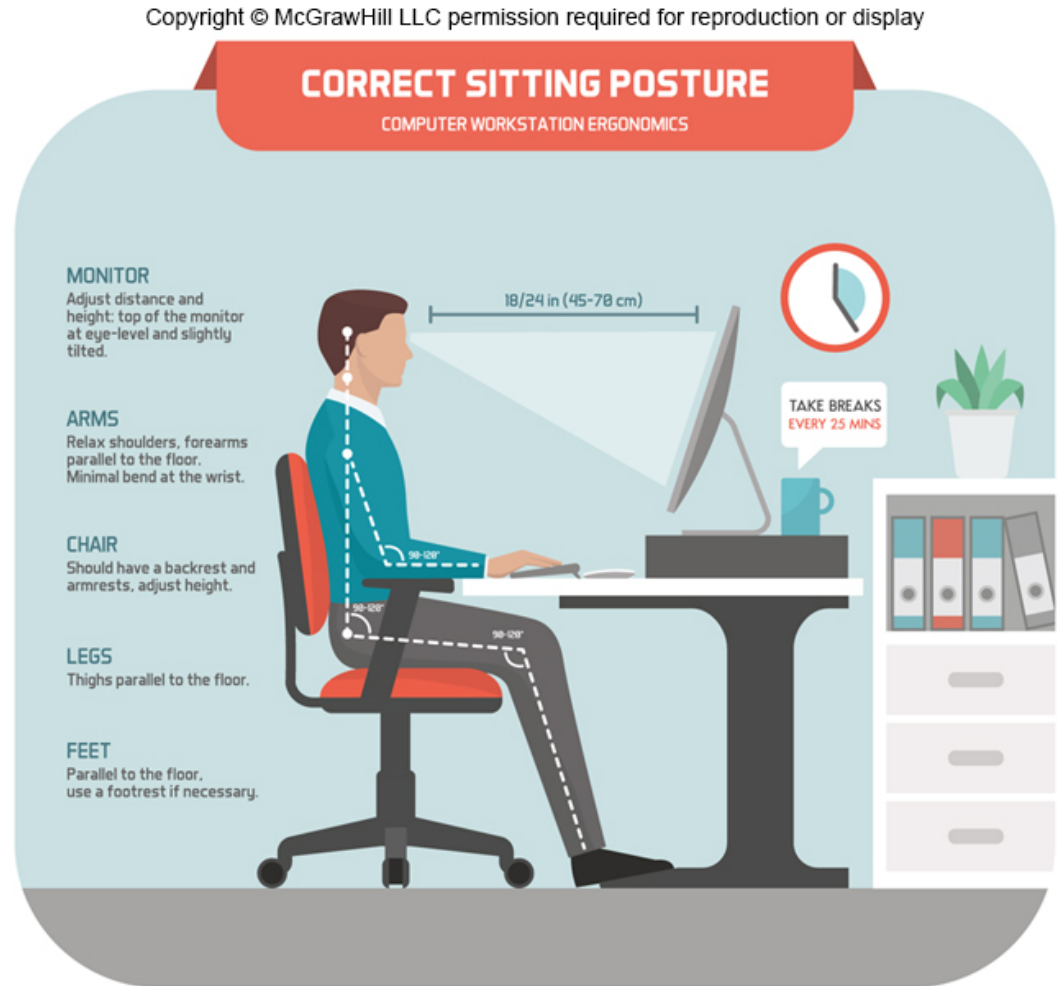 Copyright © McGrawHill LLC permission required for reproduction or display
CORRECT SITTING POSTURE
COMPUTER WORKSTATION ERGONOMICS
MONITOR
Adjust distance and
height: top of the monitor
at eye-level and slightly
tilted.
ARMS
Relax shoulders, forearms
parallel to the floor.
Minimal bend at the wrist.
CHAIR
Should have a backrest and
armrests, adjust height.
LEGS
Thighs parallel to the floor.
FEET
Parallel to the floor,
use a footrest if necessary.
18/24 in (45-70 cm)
TAKE BREAKS
EVERY 25 MINS
90-120°
90-120°
90-120°